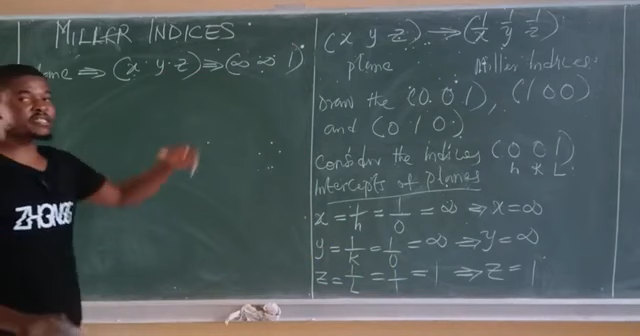 MILLER INDICES.
Plane ⇒ (x y z) ⇒ (∞ ∞ 1)
ZHGNGS
(x y z) → (1/x 1/y 1/z)
plane Miller Indices
Draw the (0 0 1), (1 0 0)
and (0 1 0)
Consider the indices (0 0 1)
h k L
Intercepts of planes
x = 1/h = 1/0 = ∞ ⇒ x = ∞
y = 1/k = 1/0 = ∞ ⇒ y = ∞
z = 1/L = 1/1 = 1 ⇒ z = 1